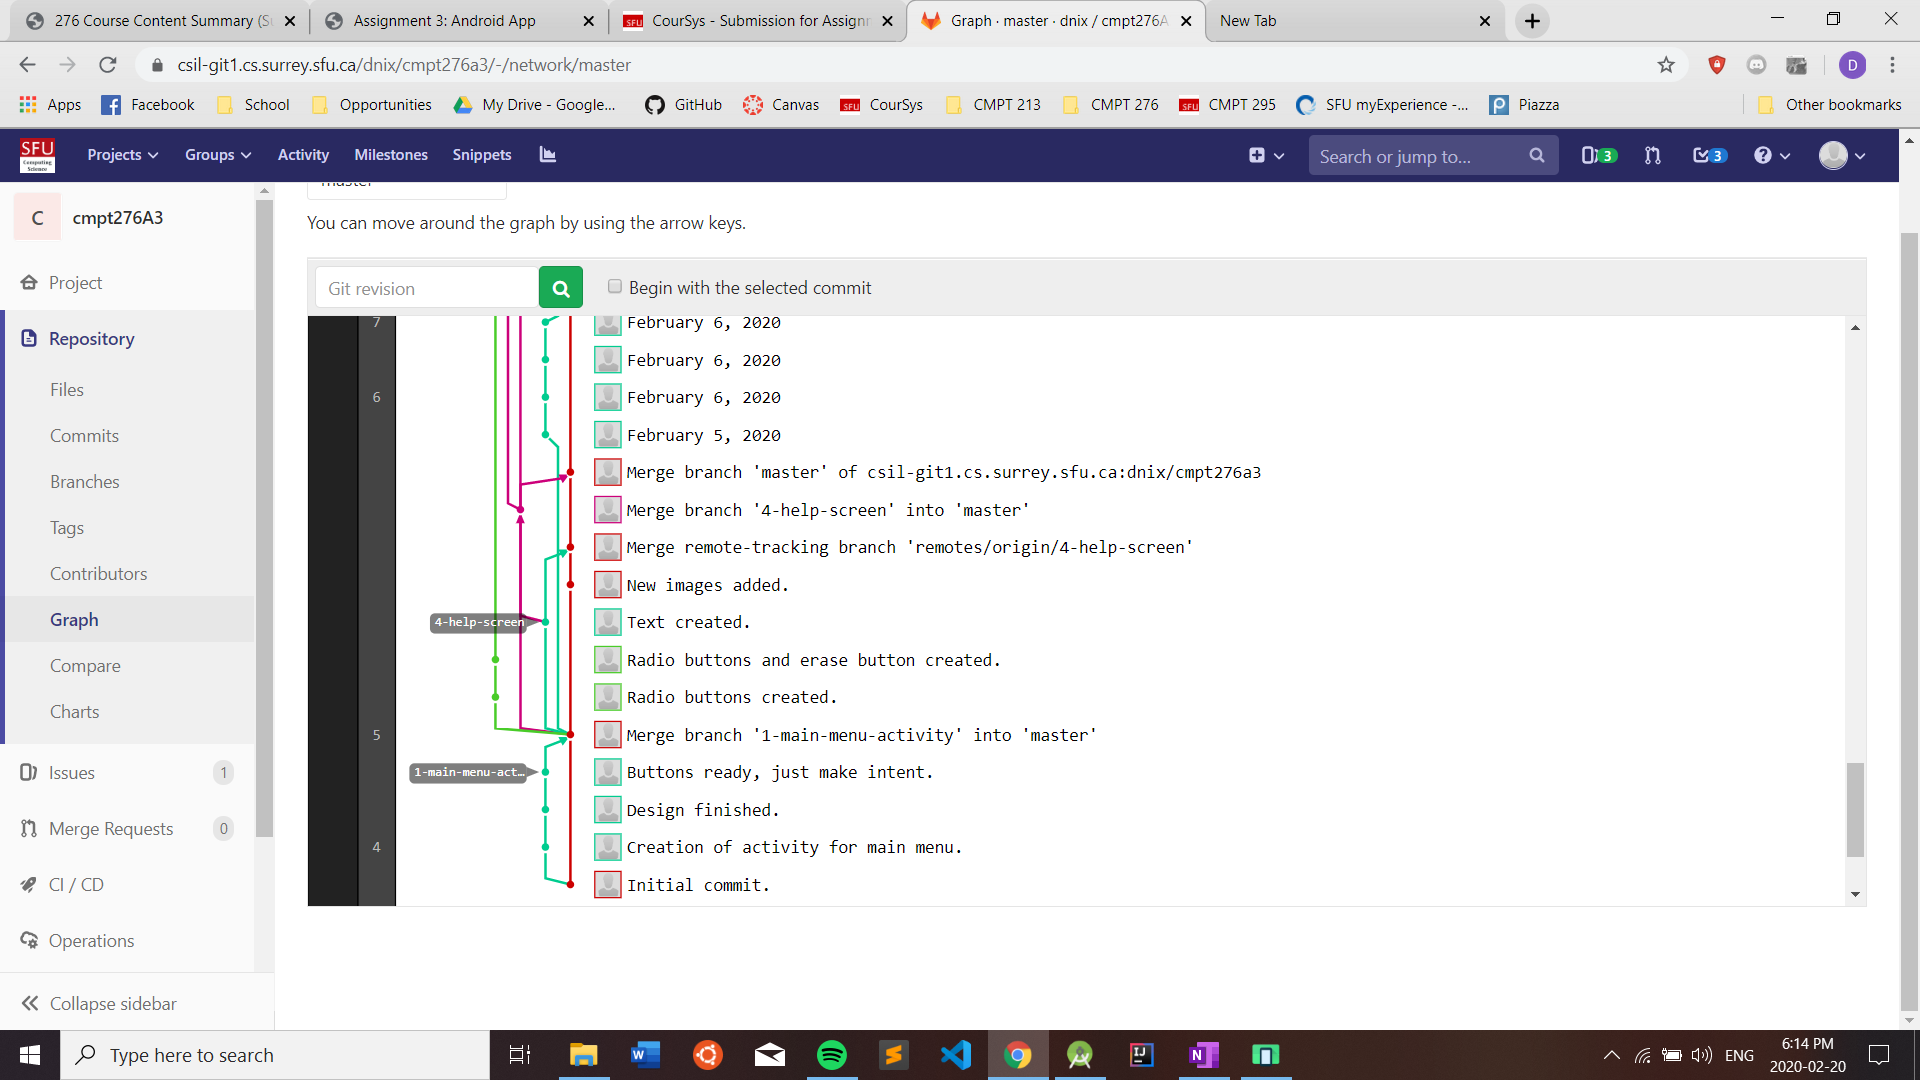 276 Course Content Summary (Su
Assignment 3: Android App
CourSys - Submission for Assignm
Graph · master · dnix / cmpt276A
New Tab
csil-git1.cs.surrey.sfu.ca/dnix/cmpt276a3/-/network/master
D
Apps
Facebook
School
Opportunities
My Drive - Google...
GitHub
Canvas
SFU
CourSys
CMPT 213
CMPT 276
SFU
CMPT 295
SFU myExperience -...
Piazza
Other bookmarks
SFU
Computing
Science
Projects
Groups
Activity
Milestones
Snippets
Search or jump to...
3
3
C
cmpt276A3
master
You can move around the graph by using the arrow keys.
Project
Git revision
Begin with the selected commit
Repository
Files
Commits
Branches
Tags
Contributors
Graph
Compare
Charts
Issues
1
Merge Requests
0
CI / CD
Operations
Collapse sidebar
7
February 6, 2020
February 6, 2020
6
February 6, 2020
February 5, 2020
Merge branch 'master' of csil-git1.cs.surrey.sfu.ca:dnix/cmpt276a3
Merge branch '4-help-screen' into 'master'
Merge remote-tracking branch 'remotes/origin/4-help-screen'
New images added.
4-help-screen
Text created.
Radio buttons and erase button created.
Radio buttons created.
5
Merge branch '1-main-menu-activity' into 'master'
1-main-menu-act…
Buttons ready, just make intent.
Design finished.
4
Creation of activity for main menu.
Initial commit.
Type here to search
ENG
6:14 PM
2020-02-20